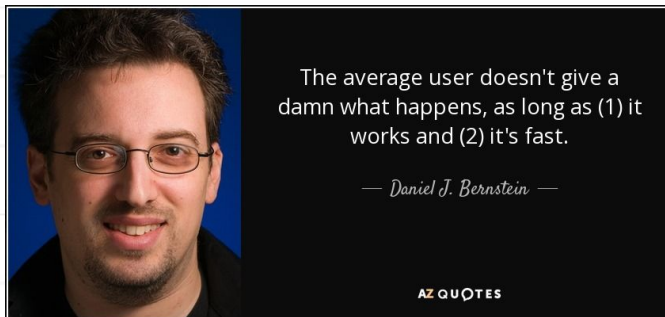 The average user doesn't give a
damn what happens, as long as (1) it
works and (2) it's fast.
— Daniel J. Bernstein —
AZ QUOTES